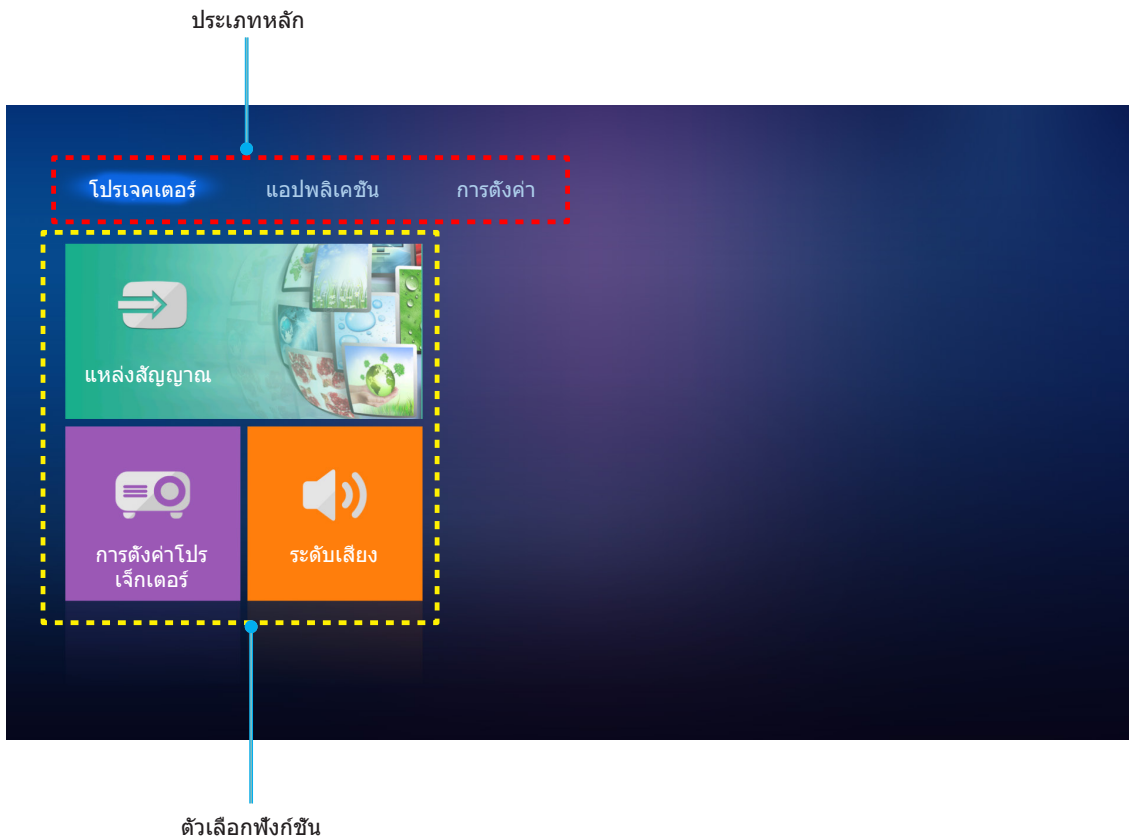 ประเภทหลัก
โปรเจคเตอร์ แอปพลิเคชัน การตั้งค่า
แหล่งสัญญาณ
การตั้งค่าโปร
เจ็กเตอร์
ระดับเสียง
ตัวเลือกฟังก์ชัน